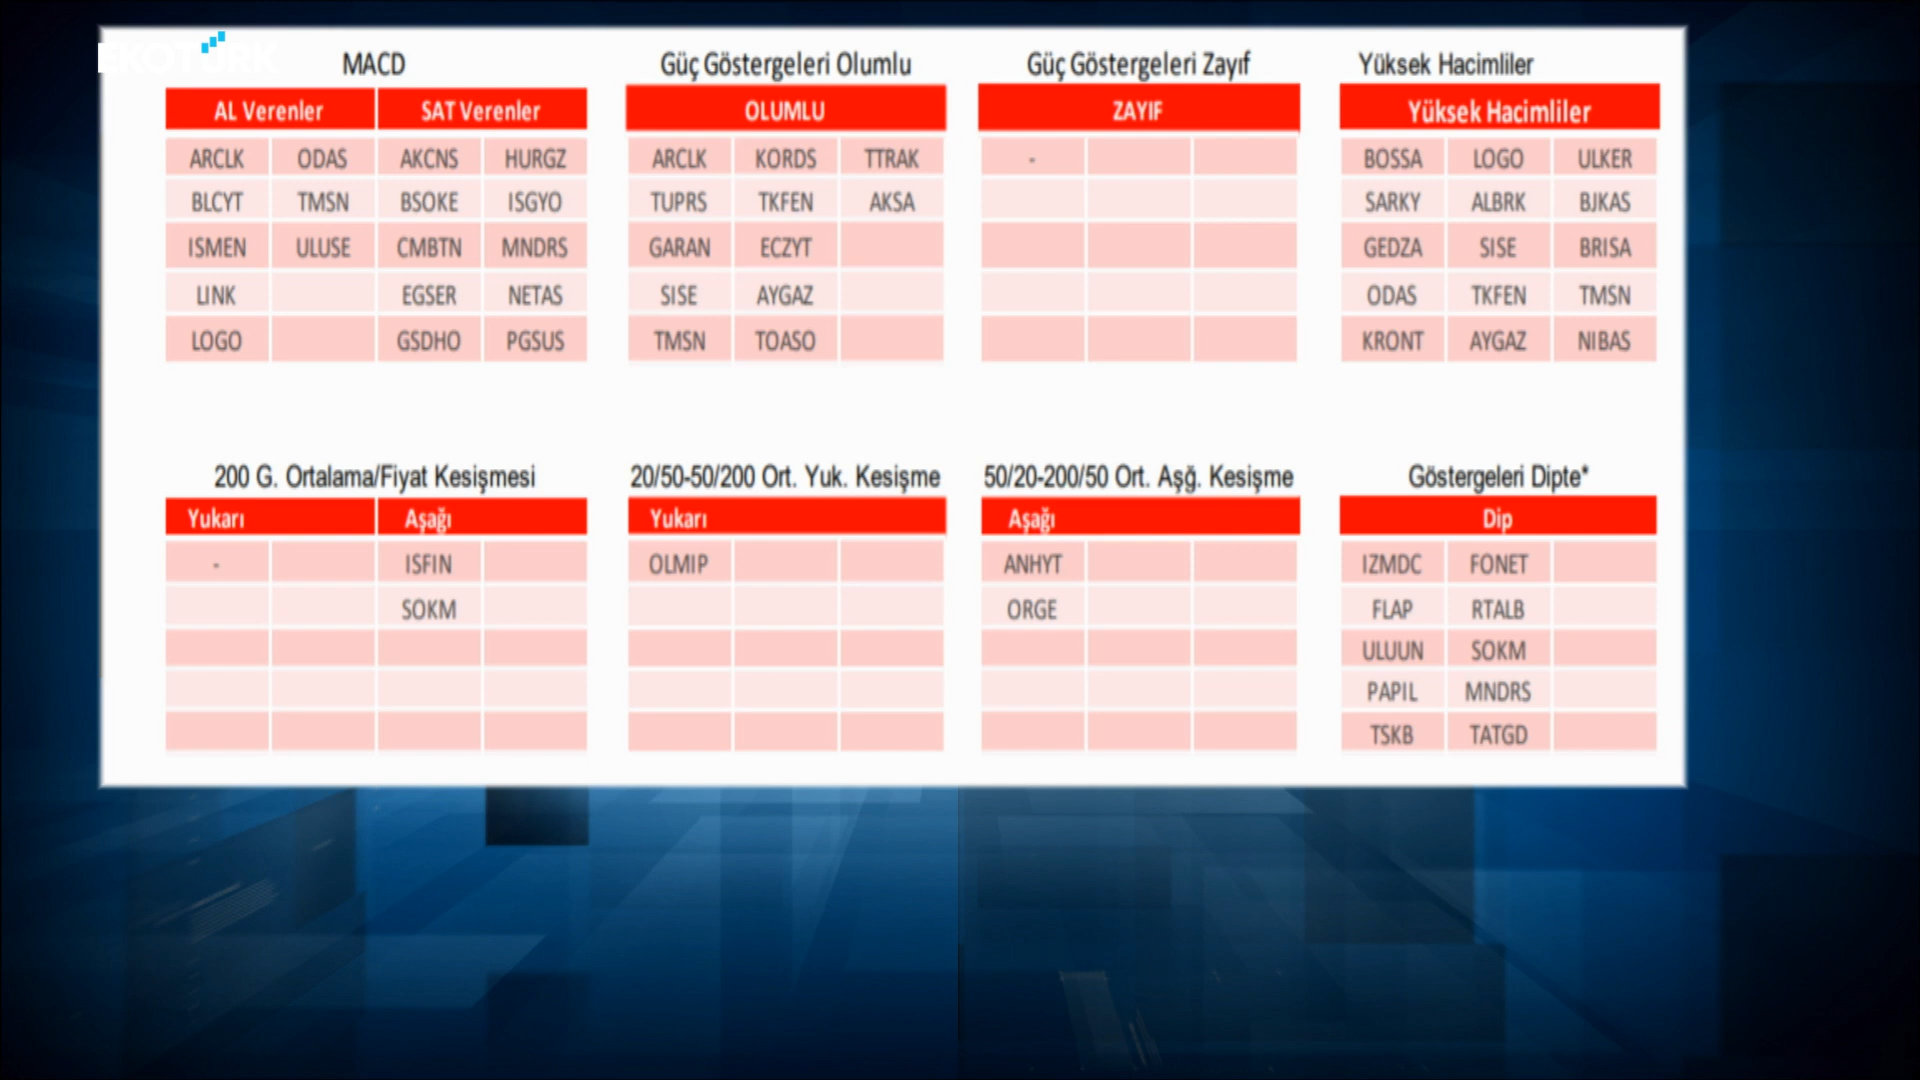 EKOTÜRK
MACD
AL Verenler SAT Verenler
ARCLK ODAS AKCNS HURGZ
BLCYT TMSN BSOKE ISGYO
ISMEN ULUSE CMBTN MNDRS
LINK EGSER NETAS
LOGO GSDHO PGSUS
Güç Göstergeleri Olumlu
OLUMLU
ARCLK KORDS TTRAK
TUPRS TKFEN AKSA
GARAN ECZYT
SISE AYGAZ
TMSN TOASO
Güç Göstergeleri Zayıf
ZAYIF
-
Yüksek Hacimliler
Yüksek Hacimliler
BOSSA LOGO ULKER
SARKY ALBRK BJKAS
GEDZA SISE BRISA
ODAS TKFEN TMSN
KRONT AYGAZ NIBAS
200 G. Ortalama/Fiyat Kesişmesi
Yukarı Aşağı
- ISFIN
SOKM
20/50-50/200 Ort. Yuk. Kesişme
Yukarı
OLMIP
50/20-200/50 Ort. Aşğ. Kesişme
Aşağı
ANHYT
ORGE
Göstergeleri Dipte*
Dip
IZMDC FONET
FLAP RTALB
ULUUN SOKM
PAPIL MNDRS
TSKB TATGD